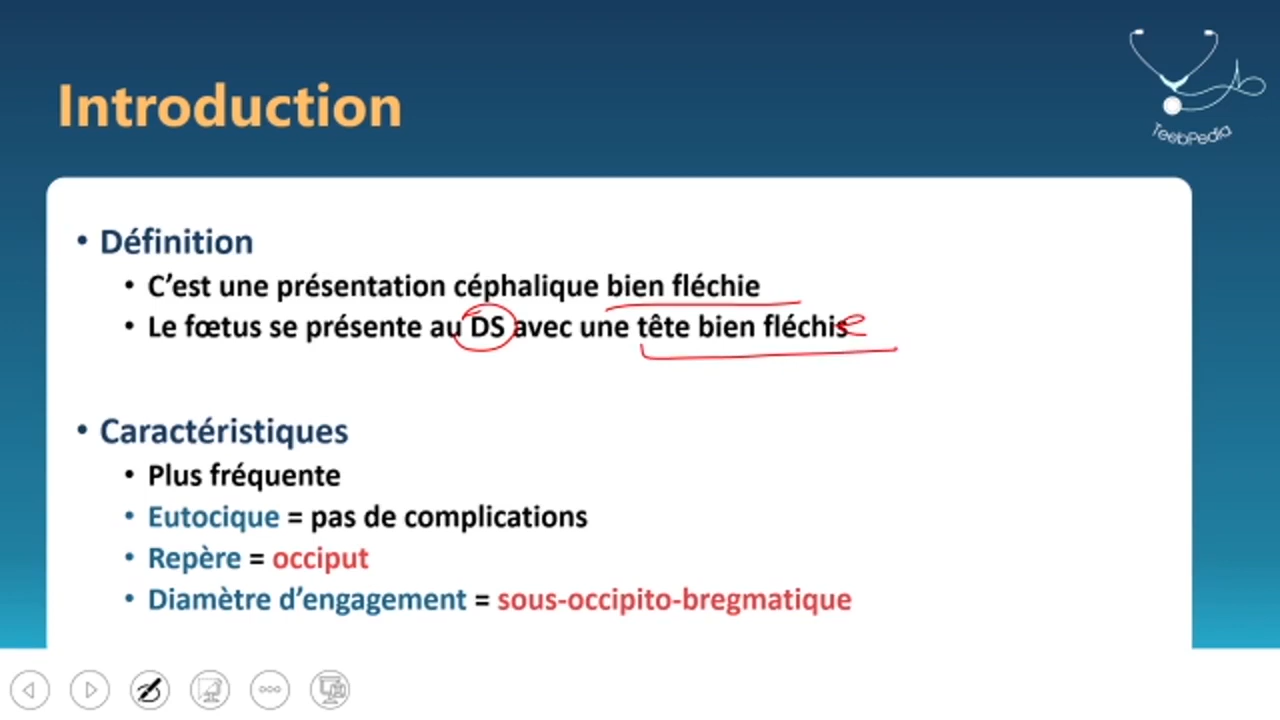 Introduction
TeebPedia
• Définition
• C’est une présentation céphalique bien fléchie
• Le fœtus se présente au DS avec une tête bien fléchise
• Caractéristiques
• Plus fréquente
• Eutocique = pas de complications
• Repère = occiput
• Diamètre d’engagement = sous-occipito-bregmatique